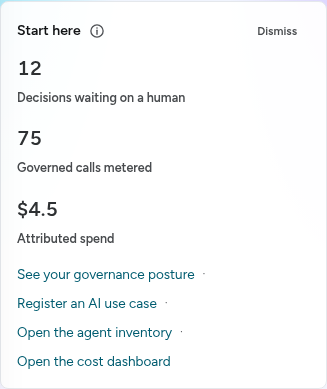 Start here
Dismiss
12
Decisions waiting on a human
75
Governed calls metered
$4.5
Attributed spend
See your governance posture ·
Register an AI use case ·
Open the agent inventory ·
Open the cost dashboard